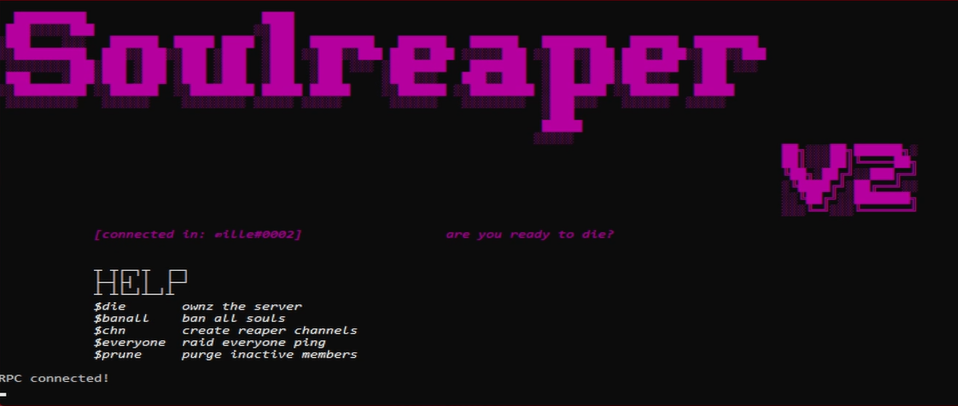 Soulreaper
V2
[connected in: eille#0002] are you ready to die?
HELP
$die ownz the server
$banall ban all souls
$chn create reaper channels
$everyone raid everyone ping
$prune purge inactive members
RPC connected!